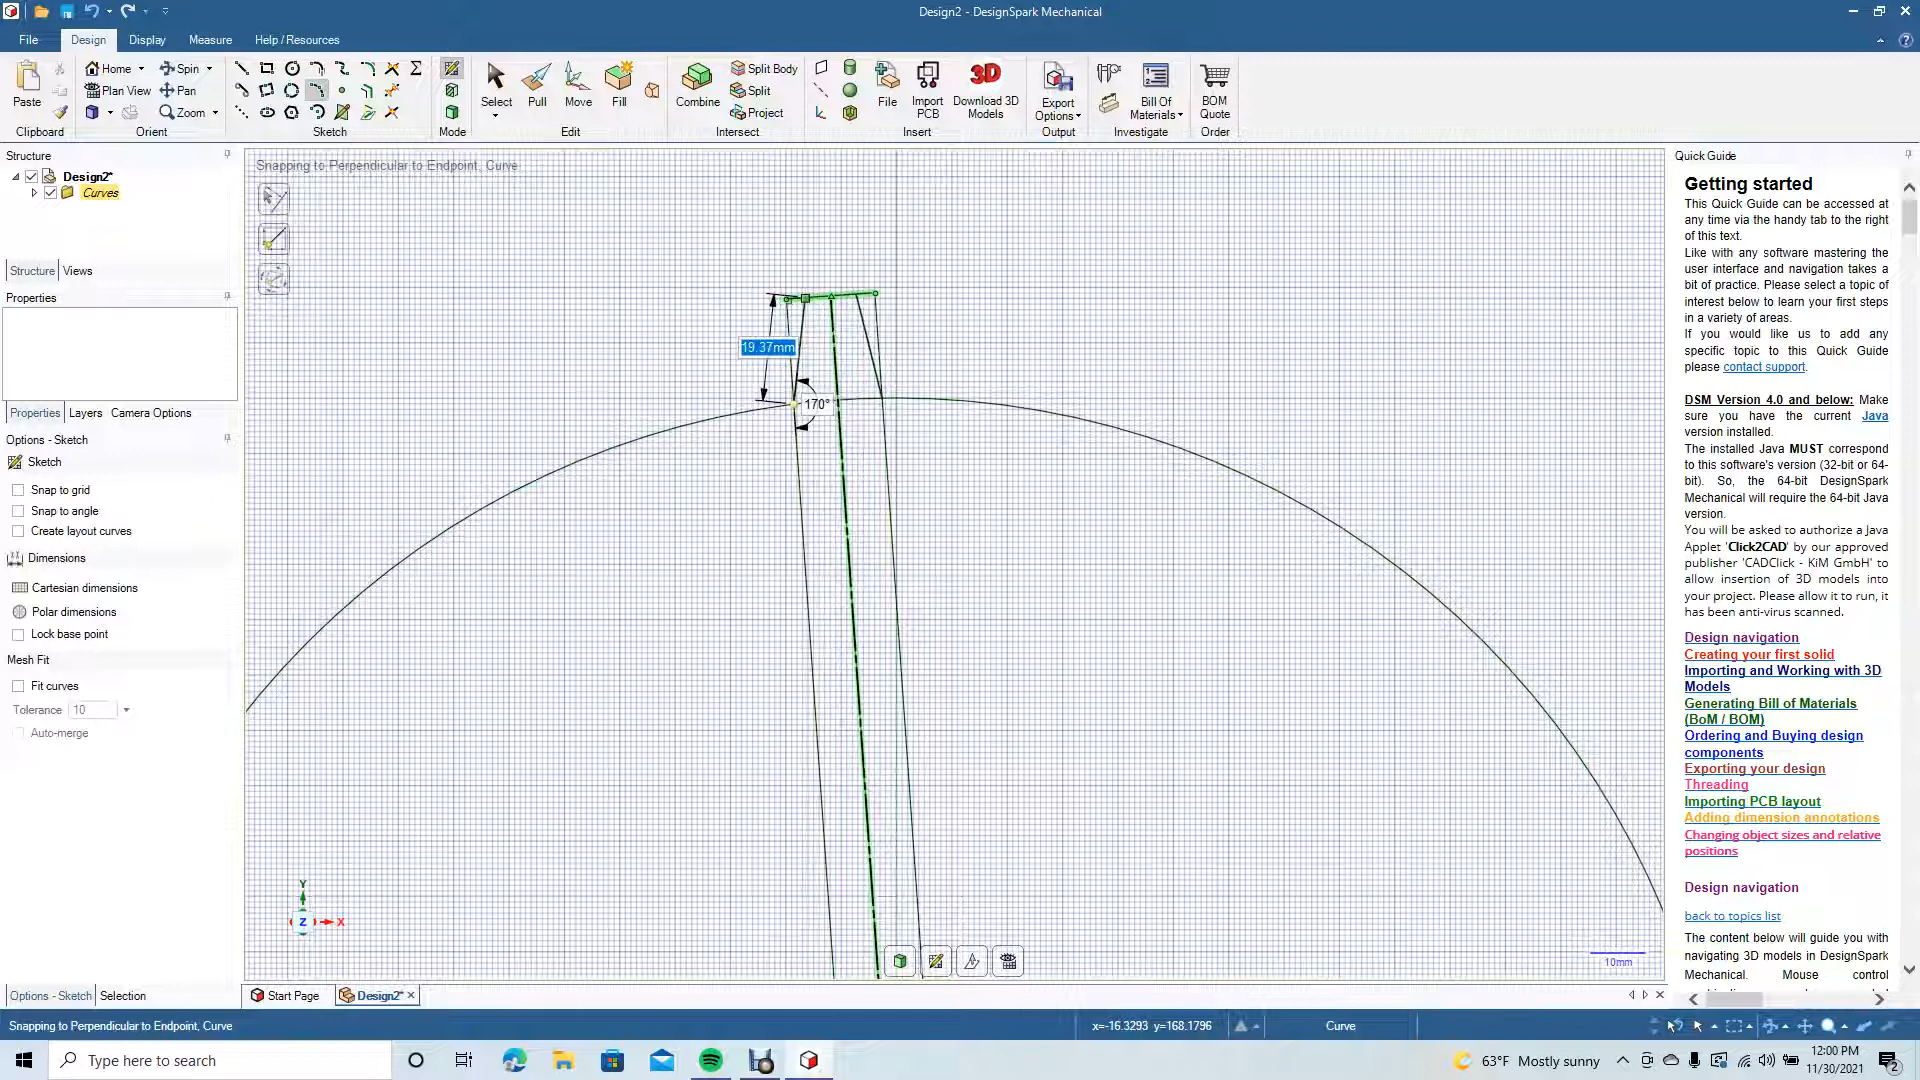 Design2 - DesignSpark Mechanical
File
Design
Display
Measure
Help / Resources
Paste
Clipboard
Home
Spin
Plan View
Pan
Zoom
Orient
Sketch
Mode
Select
Pull
Move
Fill
Edit
Combine
Split Body
Split
Project
Intersect
File
Import PCB
Download 3D Models
Insert
Export Options
Output
Bill Of Materials
Investigate
BOM Quote
Order
Structure
Design2*
Curves
Structure
Views
Properties
Properties
Layers
Camera Options
Options - Sketch
Sketch
Snap to grid
Snap to angle
Create layout curves
Dimensions
Cartesian dimensions
Polar dimensions
Lock base point
Mesh Fit
Fit curves
Tolerance 10
Auto-merge
Options - Sketch
Selection
Snapping to Perpendicular to Endpoint, Curve
19.37mm
170°
Y
Z
X
10mm
Start Page
Design2*
Quick Guide
Getting started
This Quick Guide can be accessed at
any time via the handy tab to the right
of this text.
Like with any software mastering the
user interface and navigation takes a
bit of practice. Please select a topic of
interest below to learn your first steps
in a variety of areas.
If you would like us to add any
specific topic to this Quick Guide
please contact support.
DSM Version 4.0 and below: Make
sure you have the current Java
version installed.
The installed Java MUST correspond
to this software's version (32-bit or 64-
bit). So, the 64-bit DesignSpark
Mechanical will require the 64-bit Java
version.
You will be asked to authorize a Java
Applet 'Click2CAD' by our approved
publisher 'CADClick - KiM GmbH' to
allow insertion of 3D models into
your project. Please allow it to run, it
has been anti-virus scanned.
Design navigation
Creating your first solid
Importing and Working with 3D
Models
Generating Bill of Materials
(BoM / BOM)
Ordering and Buying design
components
Exporting your design
Threading
Importing PCB layout
Adding dimension annotations
Changing object sizes and relative
positions
Design navigation
back to topics list
The content below will guide you with
navigating 3D models in DesignSpark
Mechanical. Mouse control
Snapping to Perpendicular to Endpoint, Curve
x=-16.3293 y=168.1796
Curve
Type here to search
63°F Mostly sunny
12:00 PM
11/30/2021
2